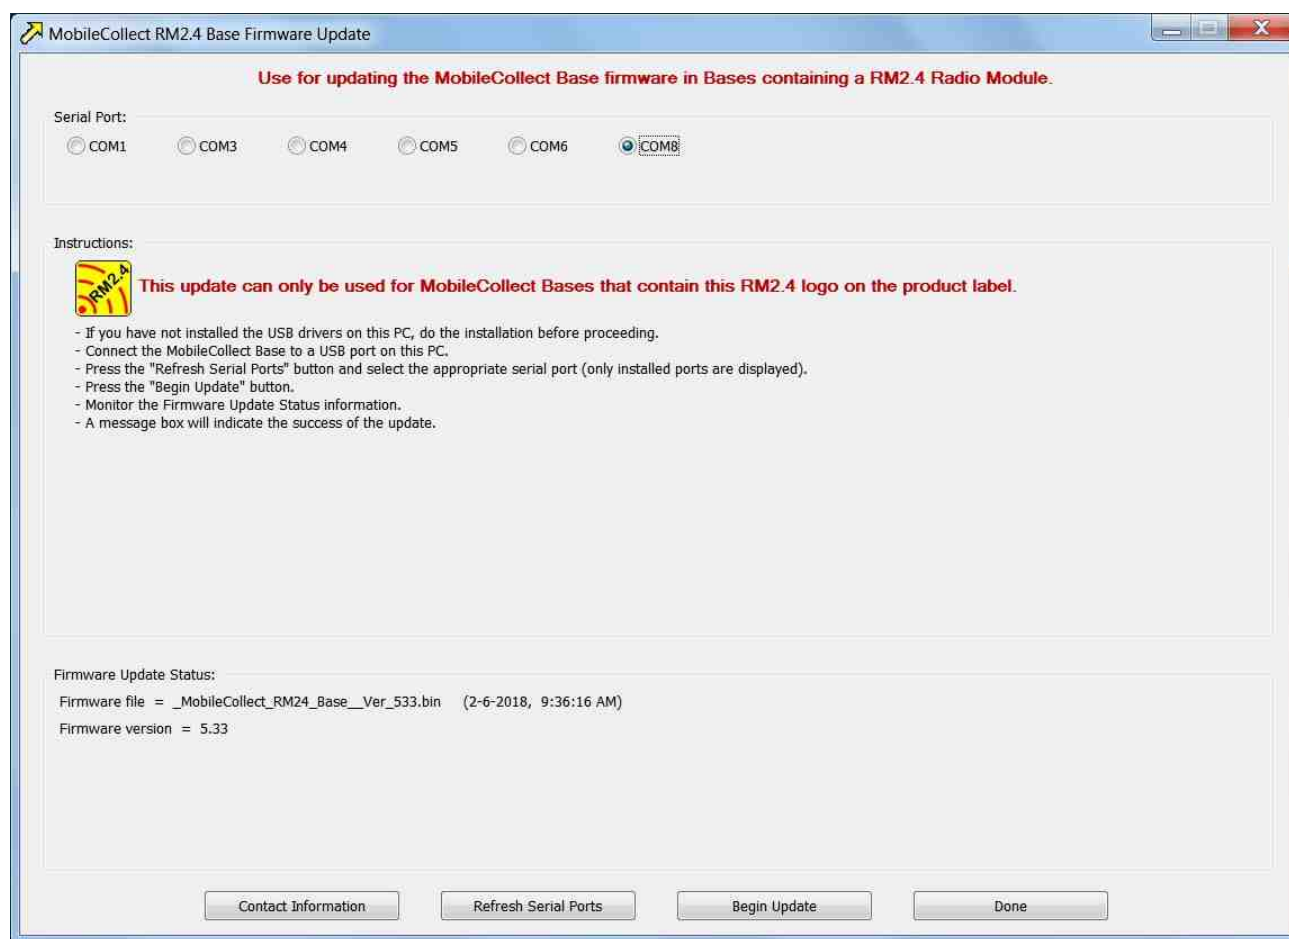 MobileCollect RM2.4 Base Firmware Update
Use for updating the MobileCollect Base firmware in Bases containing a RM2.4 Radio Module.
Serial Port:
COM1 COM3 COM4 COM5 COM6 COM8
Instructions:
RM2.4
This update can only be used for MobileCollect Bases that contain this RM2.4 logo on the product label.
- If you have not installed the USB drivers on this PC, do the installation before proceeding.
- Connect the MobileCollect Base to a USB port on this PC.
- Press the "Refresh Serial Ports" button and select the appropriate serial port (only installed ports are displayed).
- Press the "Begin Update" button.
- Monitor the Firmware Update Status information.
- A message box will indicate the success of the update.
Firmware Update Status:
Firmware file = _MobileCollect_RM24_Base__Ver_533.bin (2-6-2018, 9:36:16 AM)
Firmware version = 5.33
Contact Information Refresh Serial Ports Begin Update Done